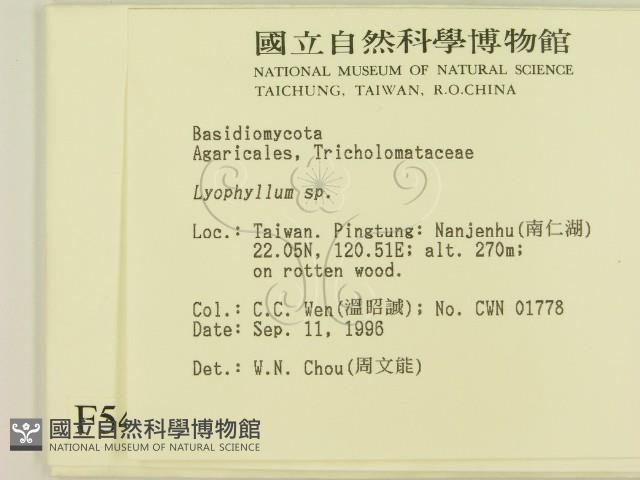 國立自然科學博物館
NATIONAL MUSEUM OF NATURAL SCIENCE
TAICHUNG, TAIWAN, R.O.CHINA
Basidiomycota
Agaricales, Tricholomataceae
Lyophyllum sp.
Loc.: Taiwan. Pingtung: Nanjenhu(南仁湖)
22.05N, 120.51E; alt. 270m;
on rotten wood.
Col.: C.C. Wen(溫昭誠); No. CWN 01778
Date: Sep. 11, 1996
Det.: W.N. Chou(周文能)
國立自然科學博物館
NATIONAL MUSEUM OF NATURAL SCIENCE